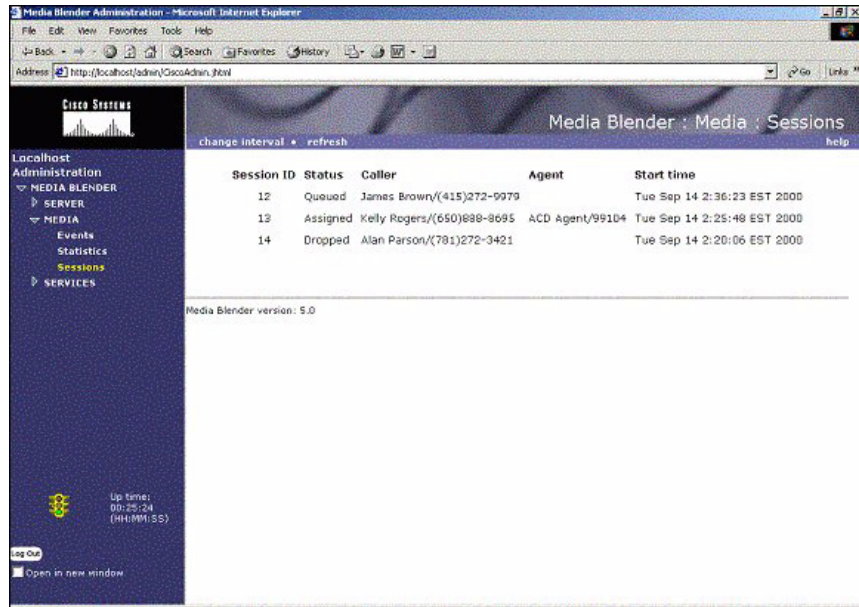 Media Blender Administration - Microsoft Internet Explorer
File Edit View Favorites Tools Help
Back Search Favorites History
Address http://localhost/admin/CiscoAdmin.jhtml Go Links »
CISCO SYSTEMS
Media Blender : Media : Sessions
change interval • refresh help
Localhost
Administration
MEDIA BLENDER
SERVER
MEDIA
Events
Statistics
Sessions
SERVICES
Session ID Status Caller Agent Start time
12 Queued James Brown/(415)272-9979 Tue Sep 14 2:36:23 EST 2000
13 Assigned Kelly Rogers/(650)888-8695 ACD Agent/99104 Tue Sep 14 2:25:48 EST 2000
14 Dropped Alan Parson/(781)272-3421 Tue Sep 14 2:20:06 EST 2000
Media Blender version: 5.0
Up time:
00:25:24
(HH:MM:SS)
Log Out
Open in new window